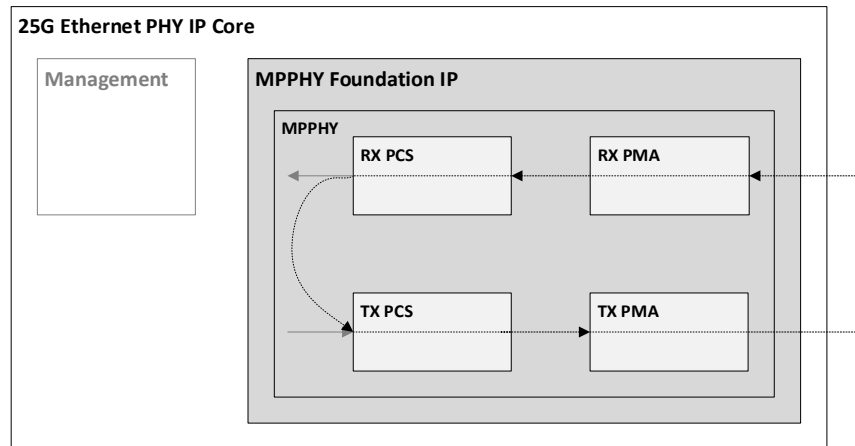 25G Ethernet PHY IP Core
Management
MPPHY Foundation IP
MPPHY
RX PCS
RX PMA
TX PCS
TX PMA